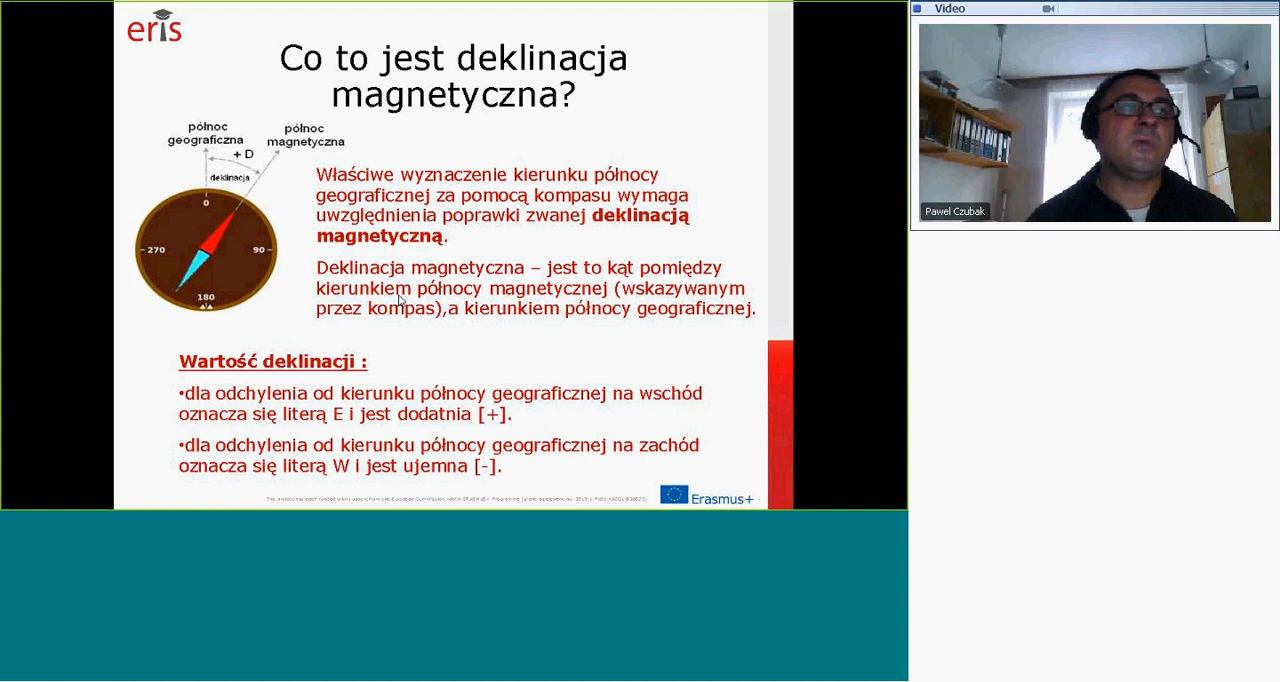 eris
Co to jest deklinacja
magnetyczna?
północ
geograficzna
północ
magnetyczna
+ D
deklinacja
0
270
90
180
Właściwe wyznaczenie kierunku północy
geograficznej za pomocą kompasu wymaga
uwzględnienia poprawki zwanej deklinacją
magnetyczną.
Deklinacja magnetyczna – jest to kąt pomiędzy
kierunkiem północy magnetycznej (wskazywanym
przez kompas),a kierunkiem północy geograficznej.
Wartość deklinacji :
•dla odchylenia od kierunku północy geograficznej na wschód
oznacza się literą E i jest dodatnia [+].
•dla odchylenia od kierunku północy geograficznej na zachód
oznacza się literą W i jest ujemna [-].
Erasmus+
Video
Pawel Czubak